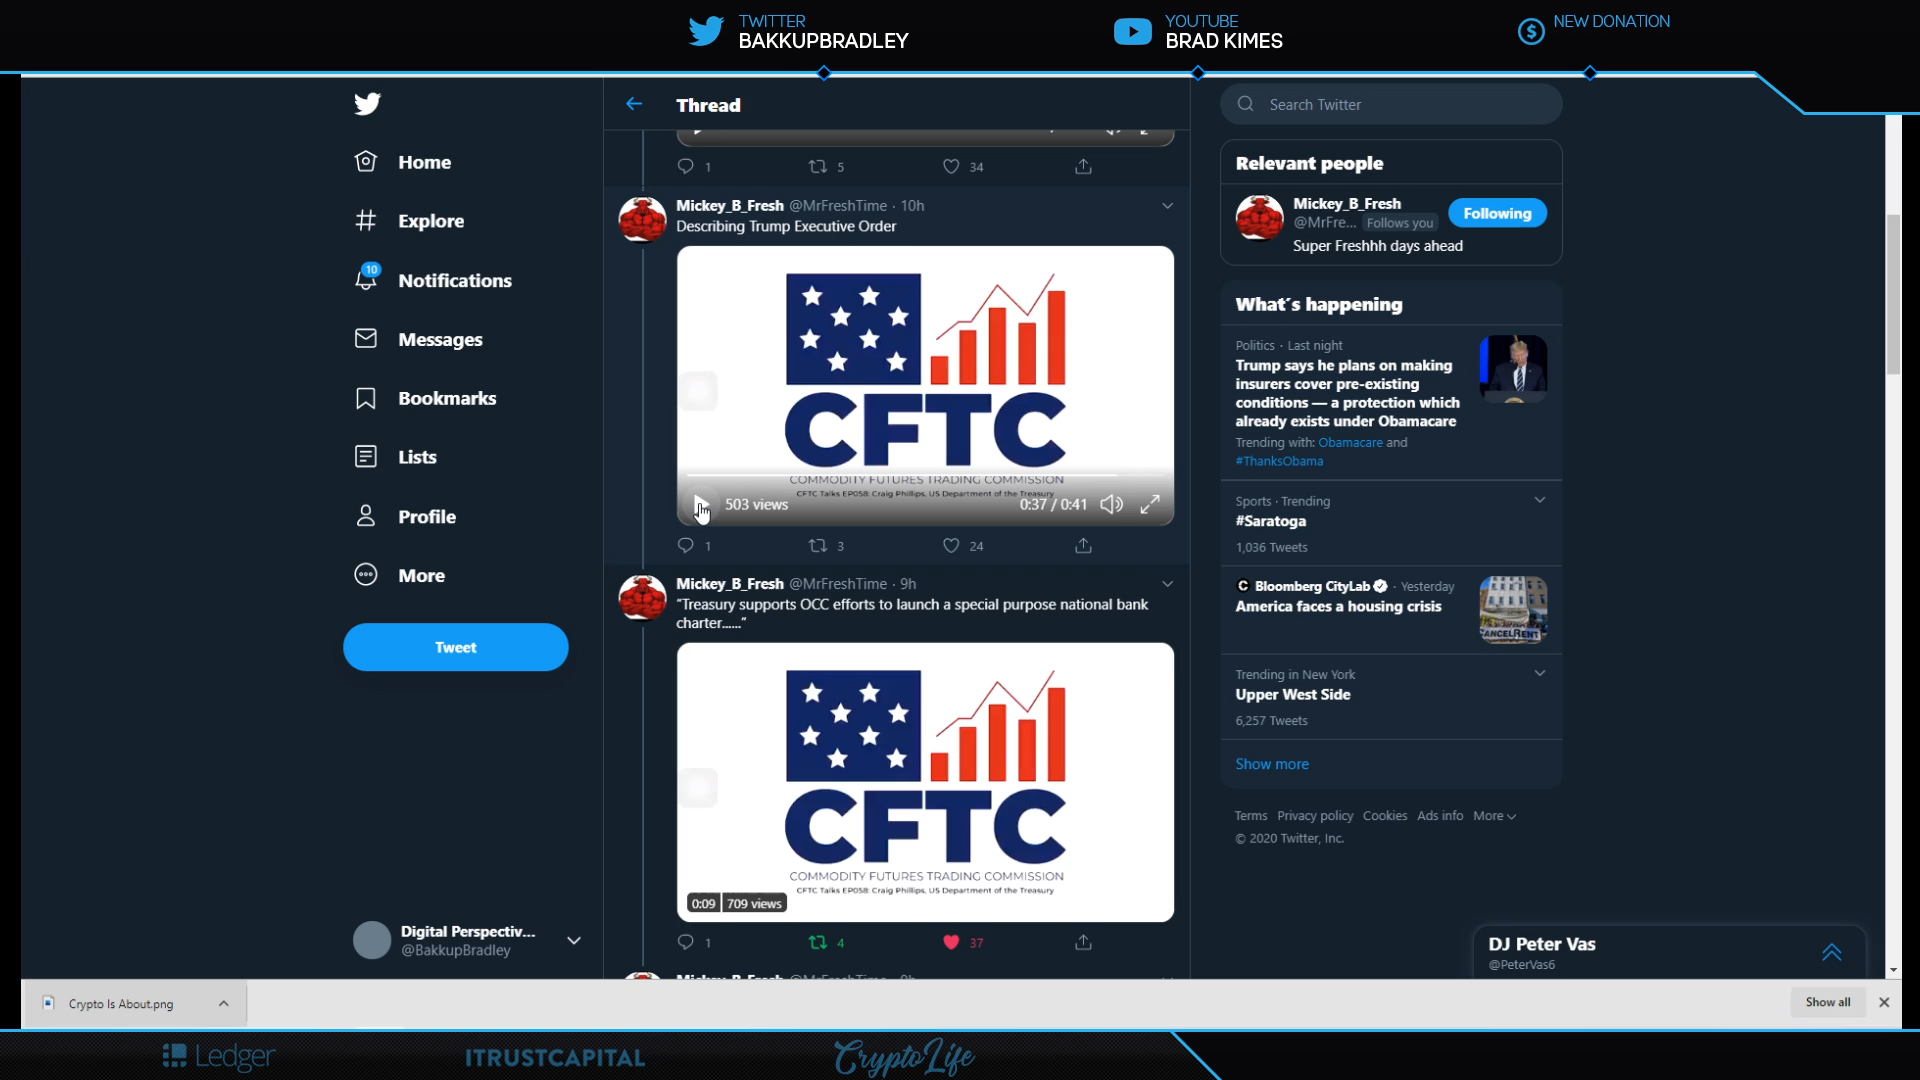 TWITTER
BAKKUPBRADLEY
YOUTUBE
BRAD KIMES
NEW DONATION
Home
Explore
10
Notifications
Messages
Bookmarks
Lists
Profile
More
Tweet
Digital Perspectiv...
@BakkupBradley
Thread
1 5 34
Mickey_B_Fresh @MrFreshTime · 10h
Describing Trump Executive Order
CFTC
COMMODITY FUTURES TRADING COMMISSION
CFTC Talks EP058: Craig Phillips, US Department of the Treasury
503 views 0:37 / 0:41
1 3 24
Mickey_B_Fresh @MrFreshTime · 9h
"Treasury supports OCC efforts to launch a special purpose national bank
charter......"
CFTC
COMMODITY FUTURES TRADING COMMISSION
CFTC Talks EP058: Craig Phillips, US Department of the Treasury
0:09 709 views
1 4 37
Mickey_B_Fresh @MrFreshTime · 9h
Search Twitter
Relevant people
Mickey_B_Fresh
@MrFre... Follows you
Following
Super Freshhh days ahead
What's happening
Politics · Last night
Trump says he plans on making
insurers cover pre-existing
conditions — a protection which
already exists under Obamacare
Trending with: Obamacare and
#ThanksObama
Sports · Trending
#Saratoga
1,036 Tweets
Bloomberg CityLab · Yesterday
America faces a housing crisis
CANCEL RENT
Trending in New York
Upper West Side
6,257 Tweets
Show more
Terms Privacy policy Cookies Ads info More
© 2020 Twitter, Inc.
DJ Peter Vas
@PeterVas6
Crypto Is About.png
Show all
Ledger
ITRUSTCAPITAL
CryptoLife